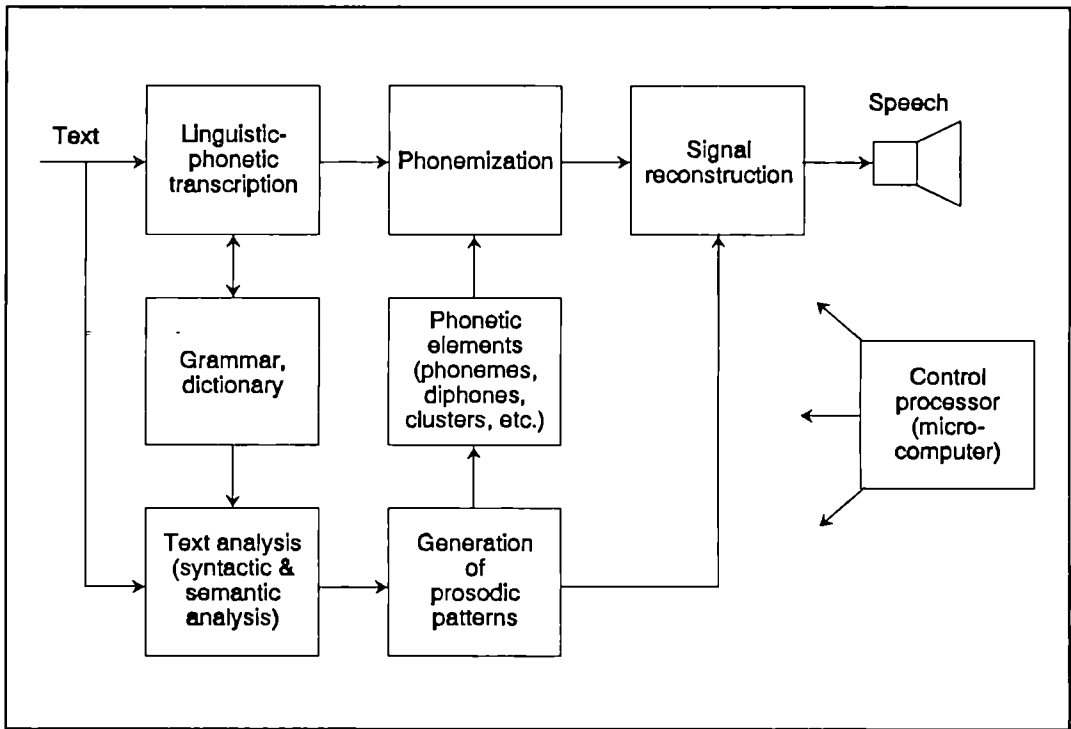 Text
Linguistic-
phonetic
transcription
Phonemization
Signal
reconstruction
Speech
Grammar,
dictionary
Phonetic
elements
(phonemes,
diphones,
clusters, etc.)
Control
processor
(micro-
computer)
Text analysis
(syntactic &
semantic
analysis)
Generation
of
prosodic
patterns